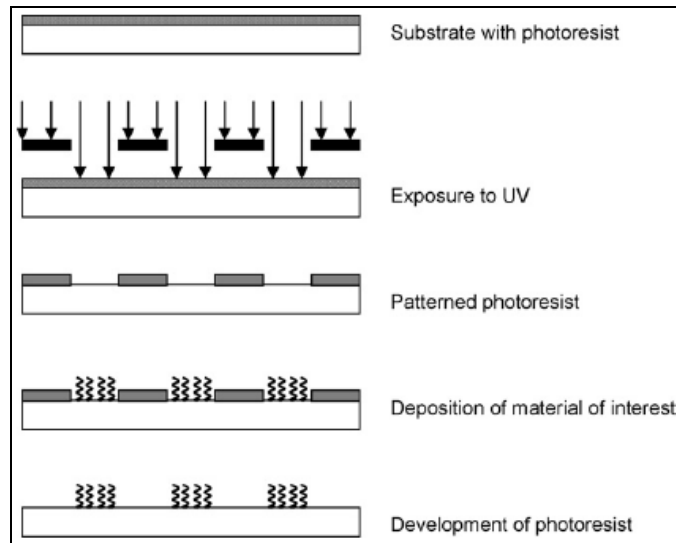 Substrate with photoresist
Exposure to UV
Patterned photoresist
Deposition of material of interest
Development of photoresist